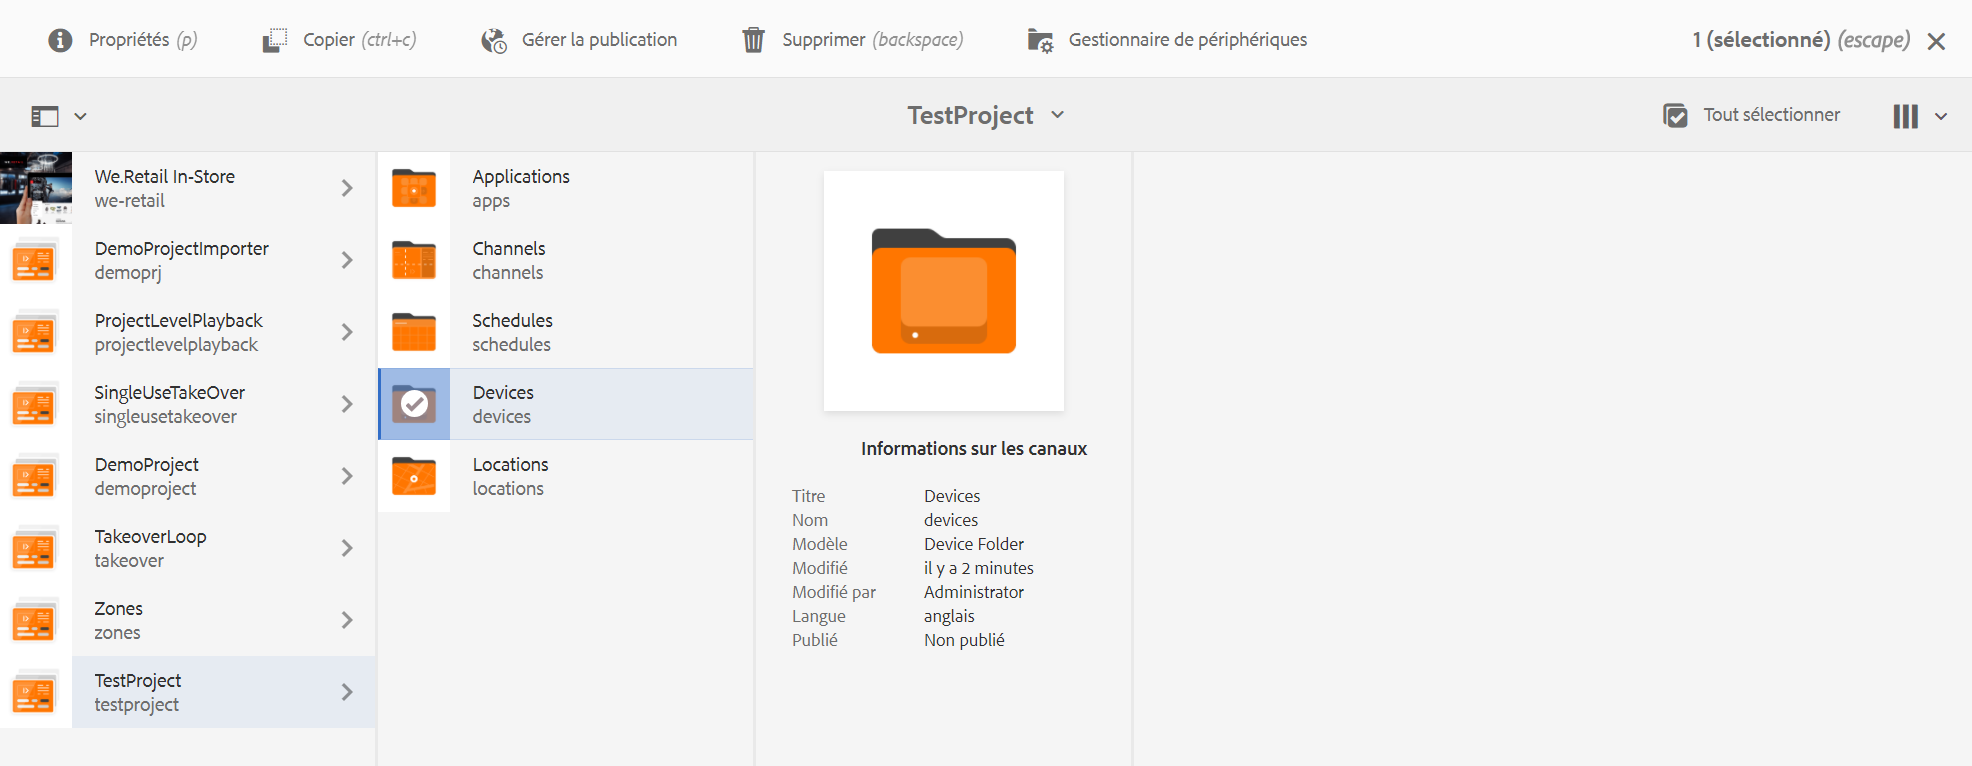 Propriétés (p)
Copier (ctrl+c)
Gérer la publication
Supprimer (backspace)
Gestionnaire de périphériques
1 (sélectionné) (escape)
TestProject
Tout sélectionner
We.Retail In-Store
we-retail
DemoProjectImporter
demoprj
ProjectLevelPlayback
projectlevelplayback
SingleUseTakeOver
singleusetakeover
DemoProject
demoproject
TakeoverLoop
takeover
Zones
zones
TestProject
testproject
Applications
apps
Channels
channels
Schedules
schedules
Devices
devices
Locations
locations
Informations sur les canaux
Titre Devices
Nom devices
Modèle Device Folder
Modifié il y a 2 minutes
Modifié par Administrator
Langue anglais
Publié Non publié